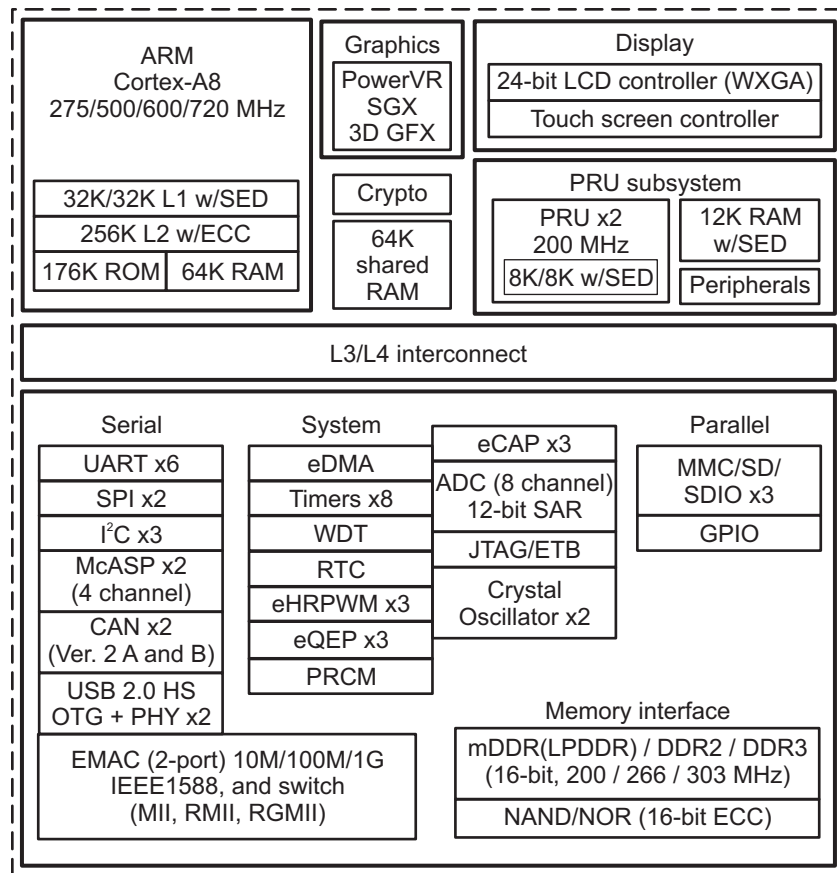 ARM
Cortex-A8
275/500/600/720 MHz
32K/32K L1 w/SED
256K L2 w/ECC
176K ROM
64K RAM
Graphics
PowerVR
SGX
3D GFX
Crypto
64K
shared
RAM
Display
24-bit LCD controller (WXGA)
Touch screen controller
PRU subsystem
PRU x2
200 MHz
8K/8K w/SED
12K RAM
w/SED
Peripherals
L3/L4 interconnect
Serial
UART x6
SPI x2
I²C x3
McASP x2
(4 channel)
CAN x2
(Ver. 2 A and B)
USB 2.0 HS
OTG + PHY x2
EMAC (2-port) 10M/100M/1G
IEEE1588, and switch
(MII, RMII, RGMII)
System
eDMA
Timers x8
WDT
RTC
eHRPWM x3
eQEP x3
PRCM
eCAP x3
ADC (8 channel)
12-bit SAR
JTAG/ETB
Crystal
Oscillator x2
Parallel
MMC/SD/
SDIO x3
GPIO
Memory interface
mDDR(LPDDR) / DDR2 / DDR3
(16-bit, 200 / 266 / 303 MHz)
NAND/NOR (16-bit ECC)